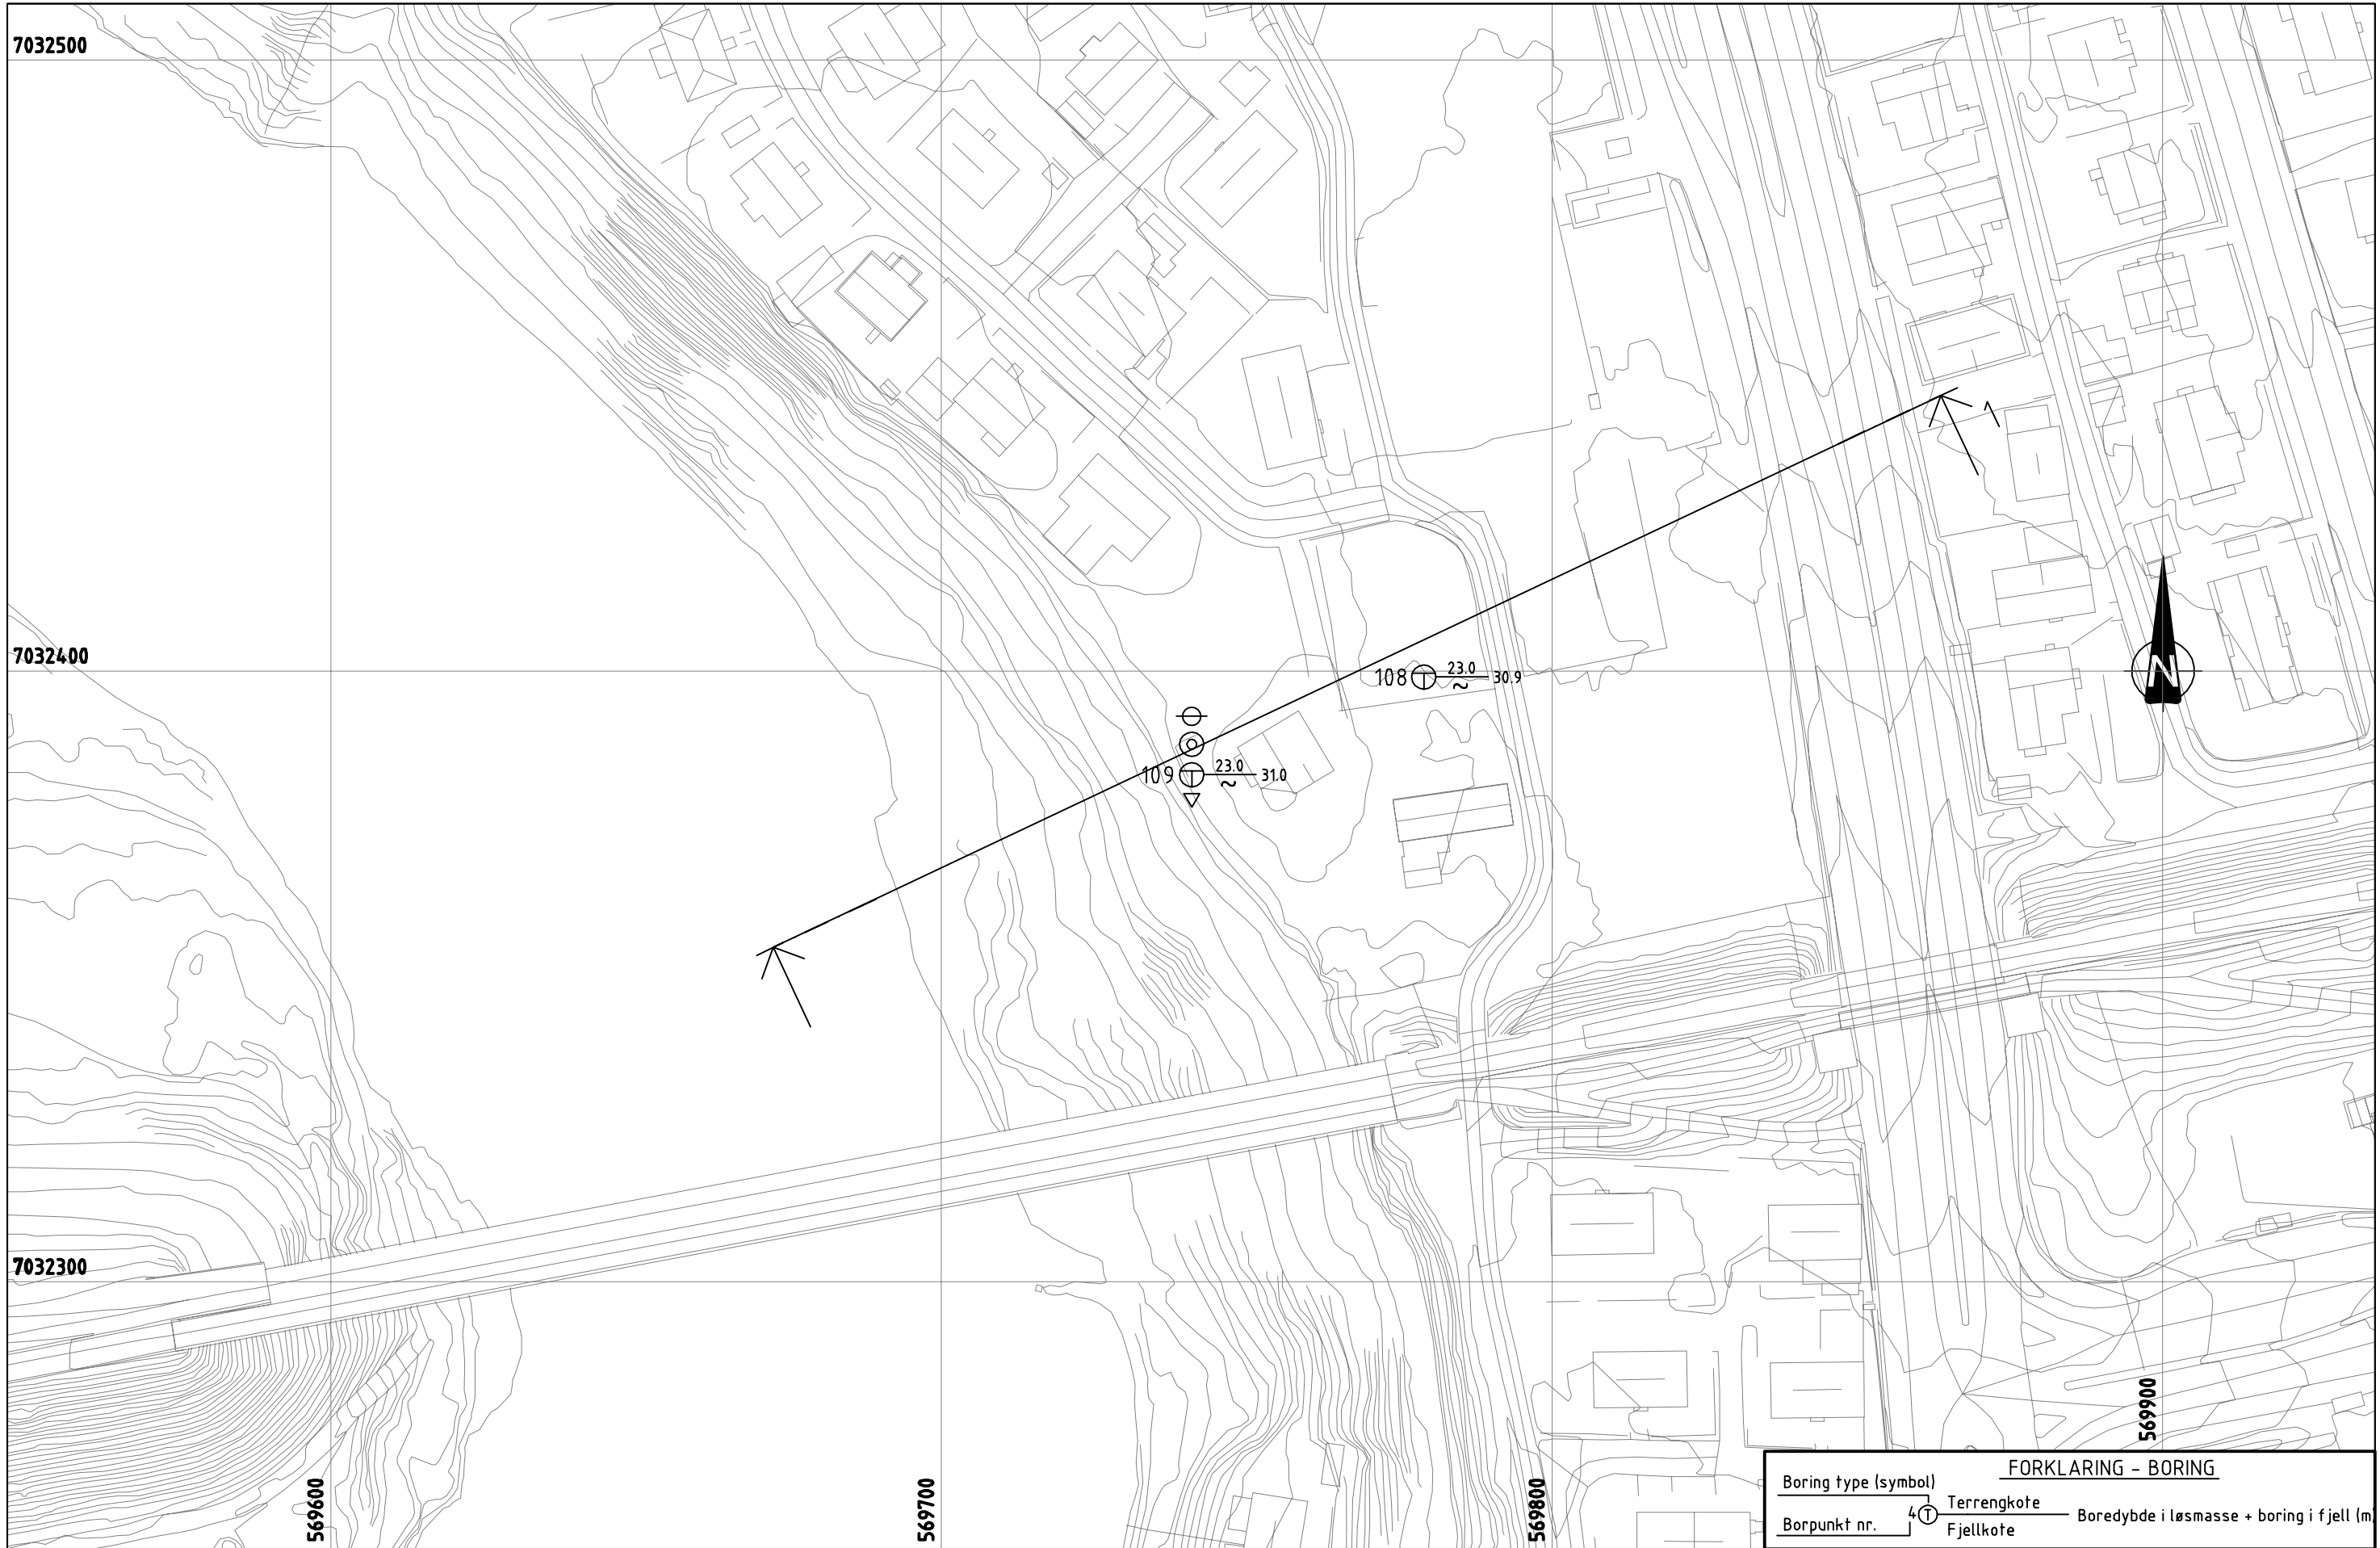 7032500
7032400
N
108 23.0 ~ 30.9
109 23.0 ~ 31.0
7032300
569600
569700
569800
569900
FORKLARING - BORING
Boring type (symbol)
4 T Terrengkote
Boredybde i løsmasse + boring i fjell (m
Borpunkt nr.
Fjellkote